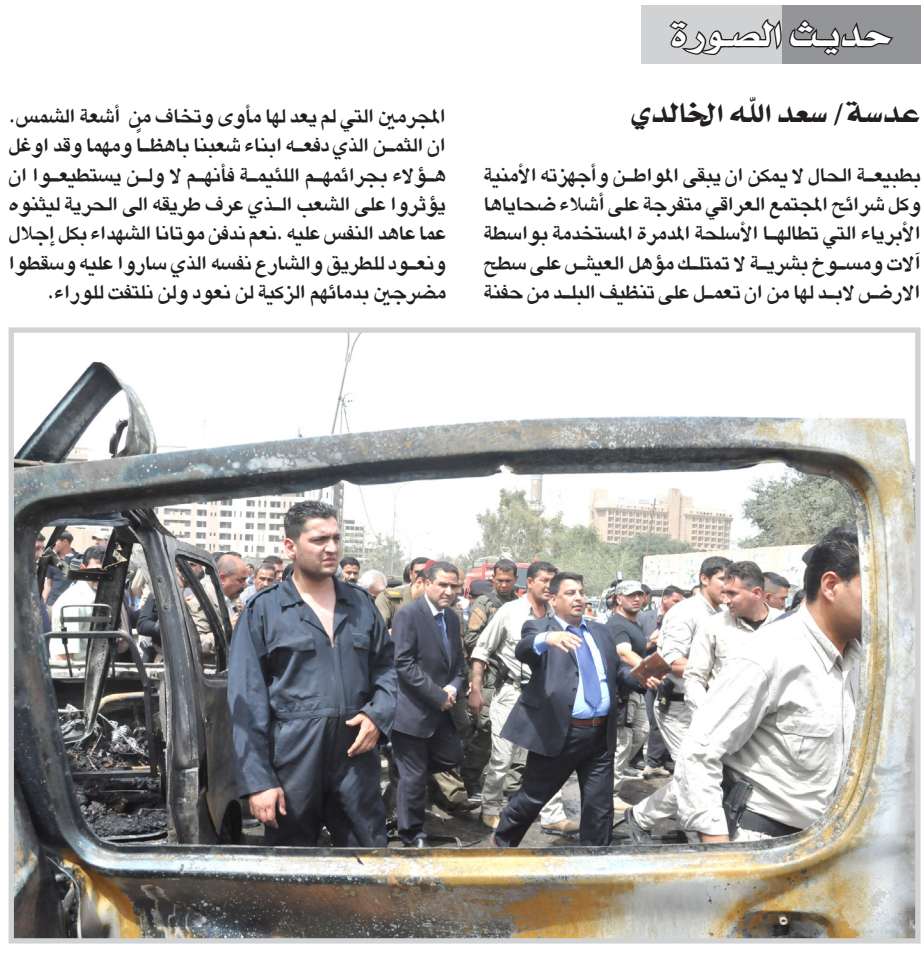 حديث الصورة
عدسة / سعد الله الخالدي
بطبيعة الحال لا يمكن ان يبقى المواطن وأجهزته الأمنية
وكل شرائح المجتمع العراقي متفرجة على أشلاء ضحاياها
الأبرياء التي تطالها الأسلحة المدمرة المستخدمة بواسطة
آلات ومسوخ بشرية لا تمتلك مؤهل العيش على سطح
الارض لابد لها من ان تعمل على تنظيف البلد من حفنة
المجرمين التي لم يعد لها مأوى وتخاف من أشعة الشمس.
ان الثمن الذي دفعه ابناء شعبنا باهظاً ومهما وقد اوغل
هؤلاء بجرائمهم اللئيمة فأنهم لا ولن يستطيعوا ان
يؤثروا على الشعب الذي عرف طريقه الى الحرية ليثنوه
عما عاهد النفس عليه .نعم ندفن موتانا الشهداء بكل إجلال
ونعود للطريق والشارع نفسه الذي ساروا عليه وسقطوا
مضرجين بدمائهم الزكية لن نعود ولن نلتفت للوراء.